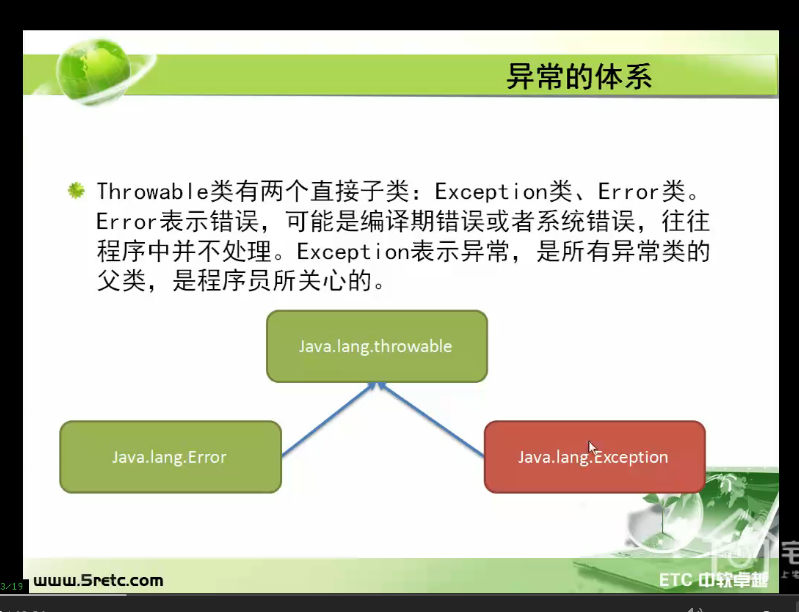 异常的体系
Throwable类有两个直接子类：Exception类、Error类。
Error表示错误，可能是编译期错误或者系统错误，往往
程序中并不处理。Exception表示异常，是所有异常类的
父类，是程序员所关心的。
Java.lang.throwable
Java.lang.Error
Java.lang.Exception
3/19
www.5retc.com
ETC 中软卓越
宅